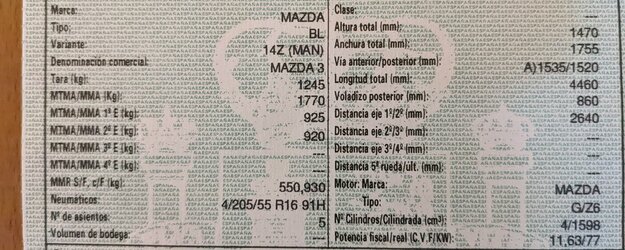 Marca: MAZDA
Tipo: BL
Variante: 14Z (MAN)
Denominación comercial: MAZDA 3
Tara (kg): 1245
MTMA/MMA (Kg): 1770
MTMA/MMA 1º E (kg): 925
MTMA/MMA 2º E (kg): 920
MTMA/MMA 3º E (kg): ---
MTMA/MMA 4º E (kg): ---
MMR S/F, c/F (kg): 550,930
Neumáticos: 4/205/55 R16 91H
Nº de asientos: 5
Volumen de bodega: ---
Clase: ---
Altura total (mm): 1470
Anchura total (mm): 1755
Vía anterior/posterior (mm): A)1535/1520
Longitud total (mm): 4460
Voladizo posterior (mm): 860
Distancia eje 1º/2º (mm): 2640
Distancia eje 2º/3º (mm): ---
Distancia eje 3º/4º (mm): ---
Distancia 5ª rueda/ult. (mm): ---
Motor: Marca: MAZDA
Tipo: G/Z6
Nº Cilindros/Cilindrada (cm³): 4/1598
Potencia fiscal/real (C.V.F/KW): 11,63/77